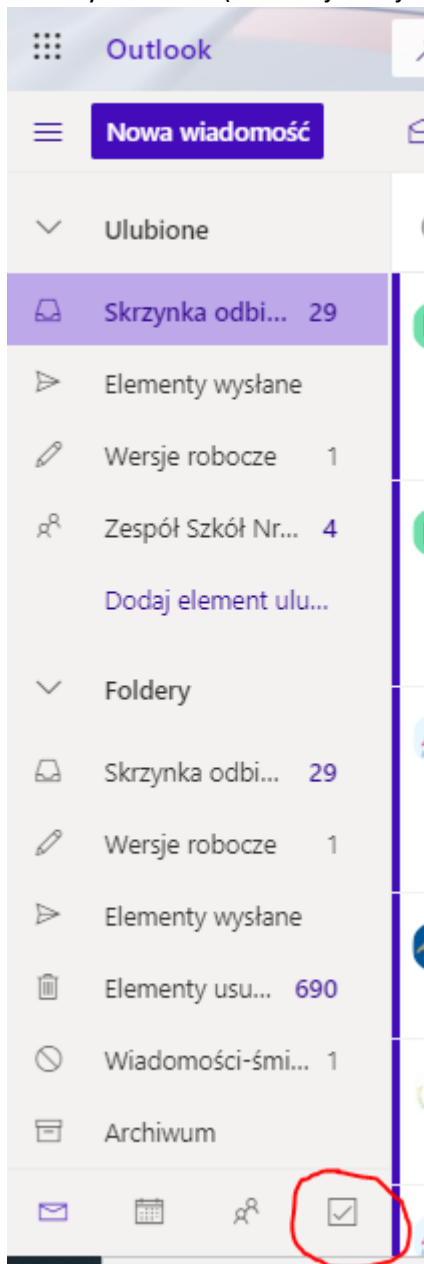 Outlook
Nowa wiadomość
Ulubione
Skrzynka odbi... 29
Elementy wysłane
Wersje robocze 1
Zespół Szkół Nr... 4
Dodaj element ulu...
Foldery
Skrzynka odbi... 29
Wersje robocze 1
Elementy wysłane
Elementy usu... 690
Wiadomości-śmi... 1
Archiwum